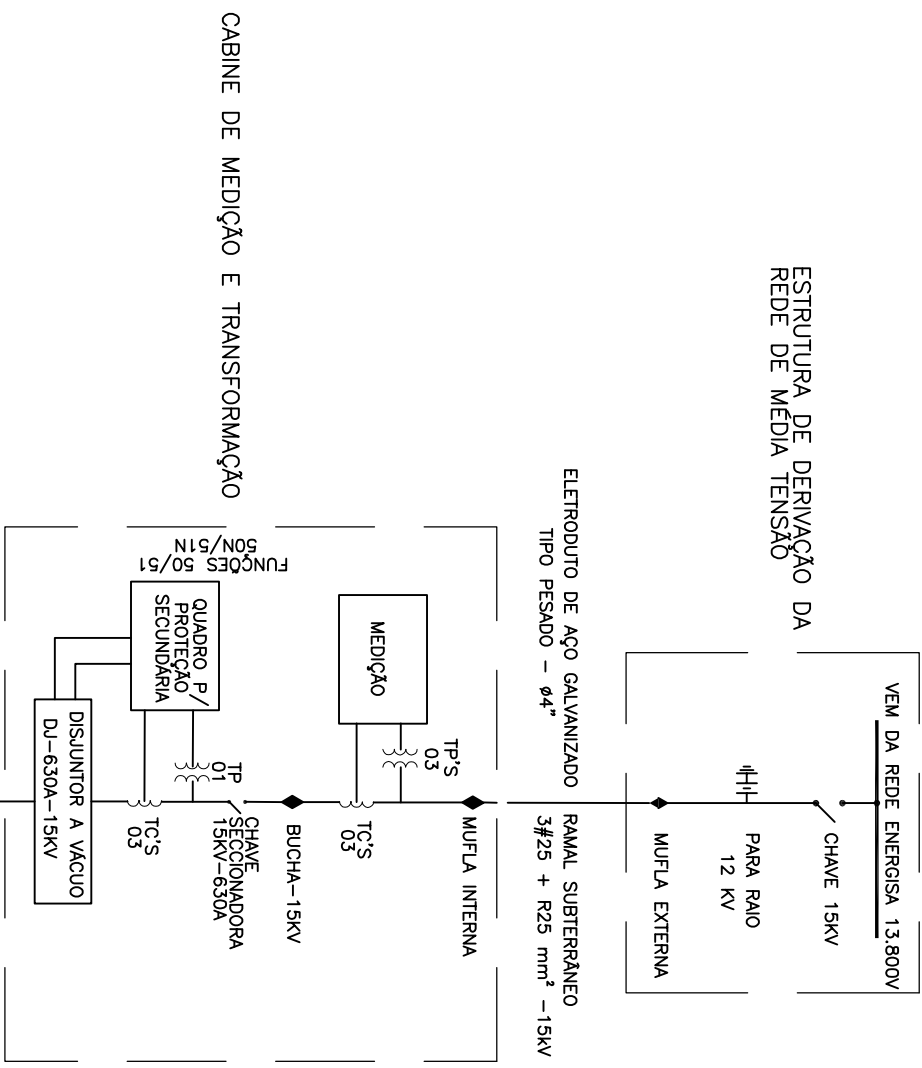 ESTRUTURA DE DERIVAÇÃO DA
REDE DE MÉDIA TENSÃO
VEM DA REDE ENERGISA 13.800V
CHAVE 15KV
PARA RAIO
12 KV
MUFLA EXTERNA
ELETRODUTO DE AÇO GALVANIZADO
TIPO PESADO - ø4"
RAMAL SUBTERRÂNEO
3#25 + R25 mm² -15kV
CABINE DE MEDIÇÃO E TRANSFORMAÇÃO
MUFLA INTERNA
TP'S
03
MEDIÇÃO
TC'S
03
BUCHA-15KV
CHAVE
SECCIONADORA
15KV-630A
TP
01
FUNÇÕES 50/51
50N/51N
QUADRO P/
PROTEÇÃO
SECUNDÁRIA
TC'S
03
DISJUNTOR A VÁCUO
DJ-630A-15KV